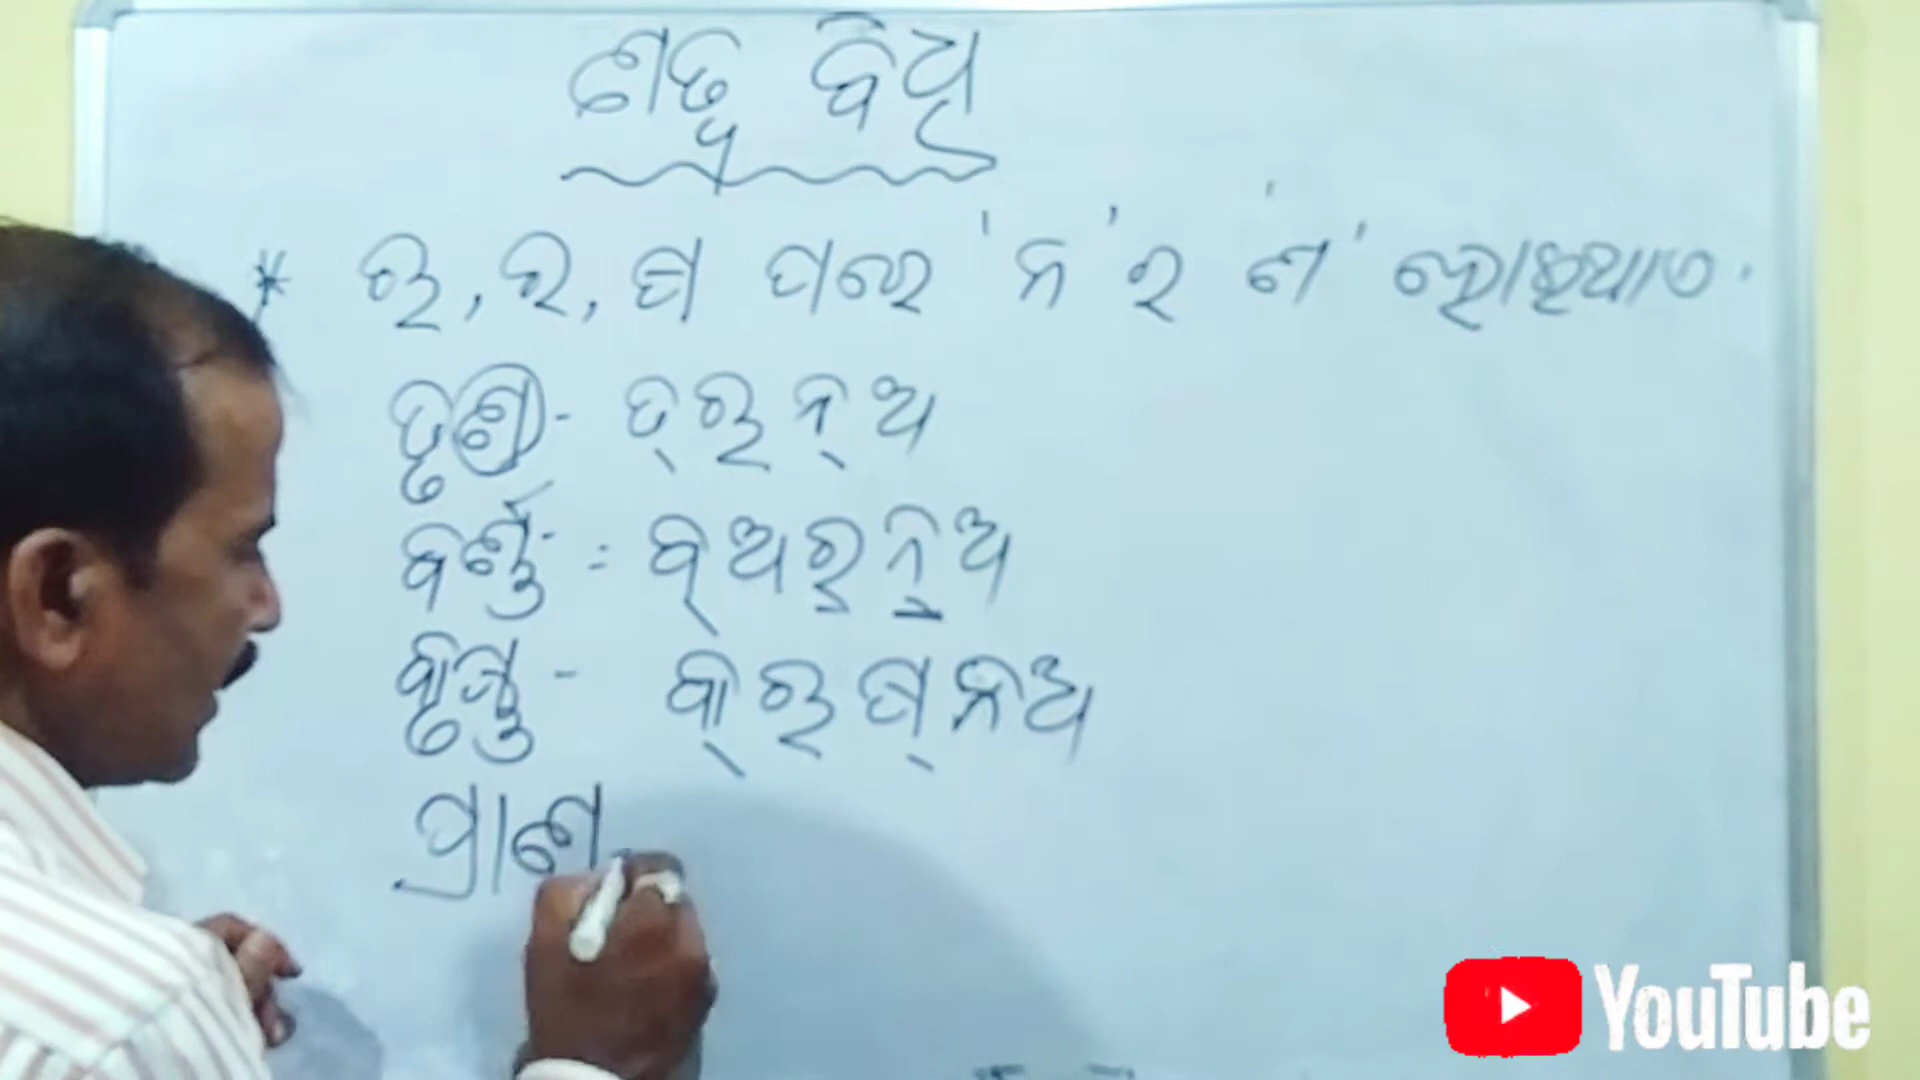 ଣତ୍ୱ ବିଧି
* ଋ, ର, ଷ ପରେ 'ନ' ର 'ଣ' ହୋଇଥାଏ.
ତୃଣ - ତ୍ ଋ ନ୍ ଅ
ବର୍ଣ୍ଣ - ବ୍ ଅ ର୍ ନ୍ ଅ
କୃଷ୍ଣ - କ୍ ଋ ଷ୍ ନ ଅ
ପ୍ରାଣ -
YouTube